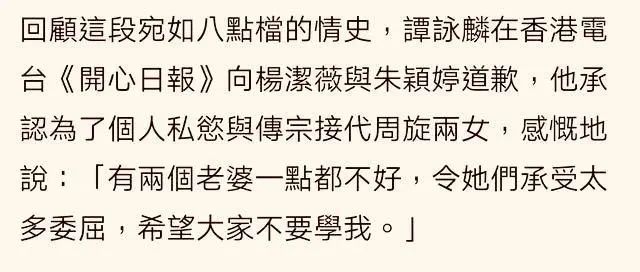 回顧這段宛如八點檔的情史，譚詠麟在香港電
台《開心日報》向楊潔薇與朱穎婷道歉，他承
認為了個人私慾與傳宗接代周旋兩女，感慨地
說：「有兩個老婆一點都不好，令她們承受太
多委屈，希望大家不要學我。」